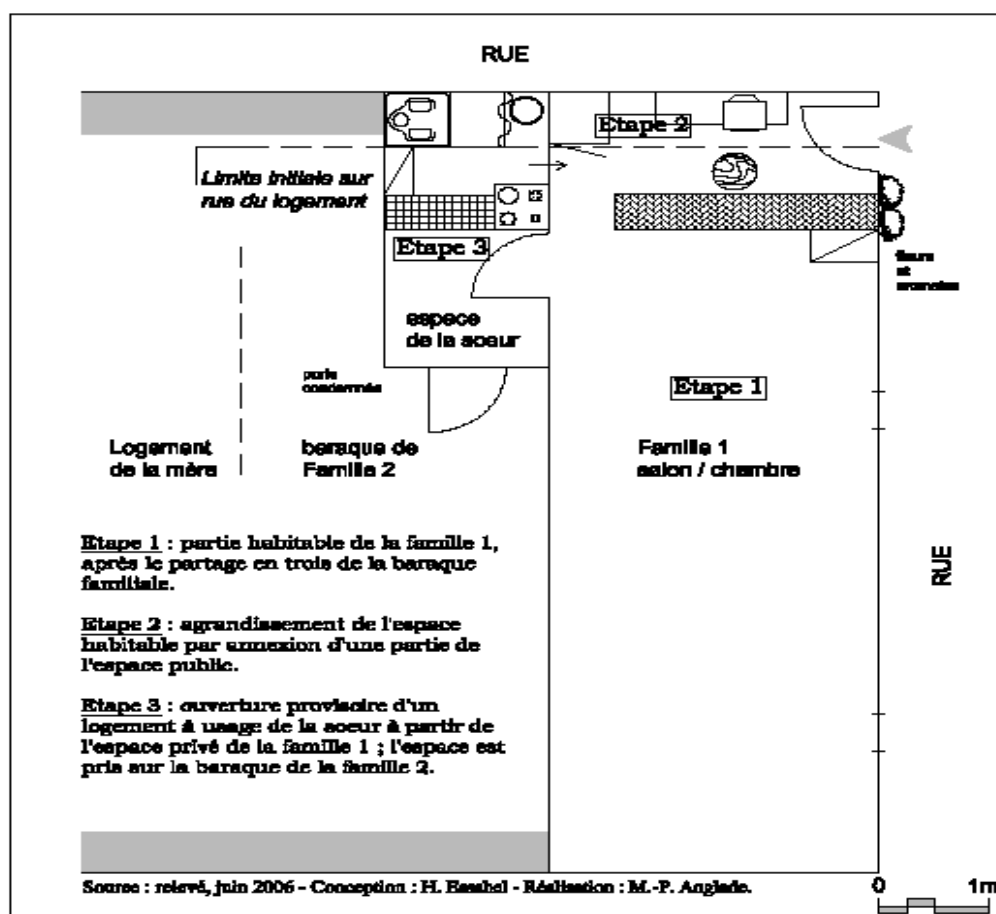 RUE
Etape 2
Limite initiale sur
rue du logement
Etape 3
fleurs
et
aromates
espace
de la soeur
porte
condamnée
Etape 1
Logement
de la mère
baraque de
Famille 2
Famille 1
salon / chambre
Etape 1 : partie habitable de la famille 1,
après le partage en trois de la baraque
familiale.
Etape 2 : agrandissement de l'espace
habitable par annexion d'une partie de
l'espace public.
RUE
Etape 3 : ouverture provisoire d'un
logement à usage de la soeur à partir de
l'espace privé de la famille 1 ; l'espace est
pris sur la baraque de la famille 2.
Source : relevé, juin 2006 - Conception : H. - Réalisation : M.-P. Anglade.
0 1m